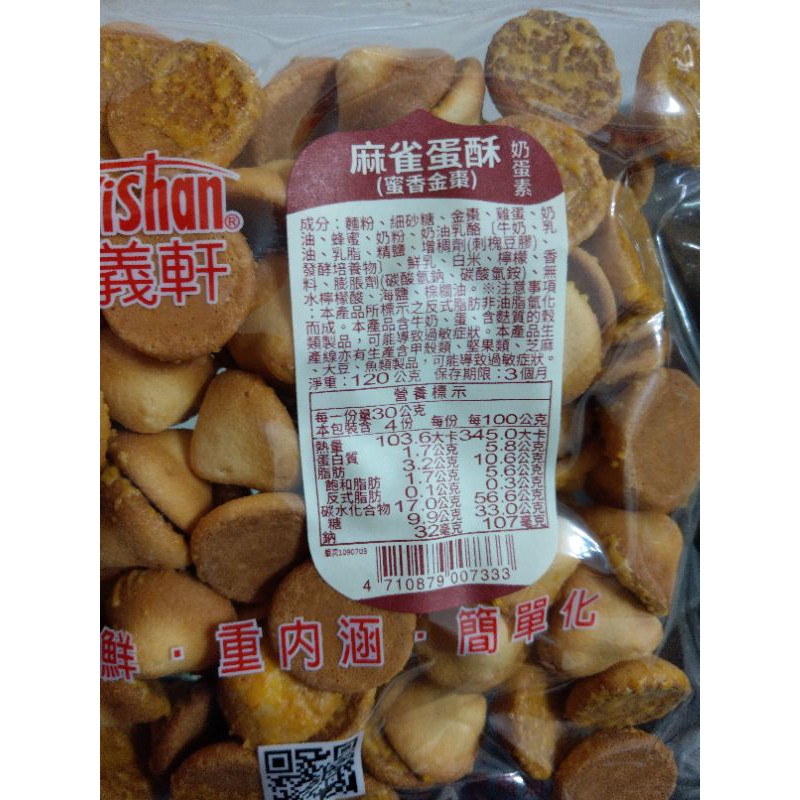 ishan®
義軒
麻雀蛋酥
(蜜香金棗)
奶蛋素
成分：麵粉、細砂糖、金棗、雞蛋、奶
油、蜂蜜、奶粉、奶油乳酪〔牛奶、乳
油、乳脂、精鹽、增稠劑(刺槐豆膠)、
發酵培養物〕、鮮乳、白米、檸檬、香
料、膨脹劑(碳酸氫鈉、碳酸氫銨)、無
水檸檬酸、海鹽、棕櫚油。※注意事項
：本產品所標示之反式脂肪非油脂氫化
而成。本產品含牛奶、蛋、含麩質的穀
類製品，可能導致過敏症狀。本產品生
產線亦有生產含甲殼類、堅果類、芝麻
、大豆、魚類製品，可能導致過敏症狀。
淨重：120公克 保存期限：3個月
營養標示
每一份量30公克
本包裝含 4份 每份 每100公克
熱量 103.6大卡 345.0大卡
蛋白質 1.7公克 5.8公克
脂肪 3.2公克 10.6公克
飽和脂肪 1.7公克 5.6公克
反式脂肪 0.1公克 0.3公克
碳水化合物 17.0公克 56.6公克
糖 9.9公克 33.0公克
鈉 32毫克 107毫克
4 710879 007333
鮮·重內涵·簡單化